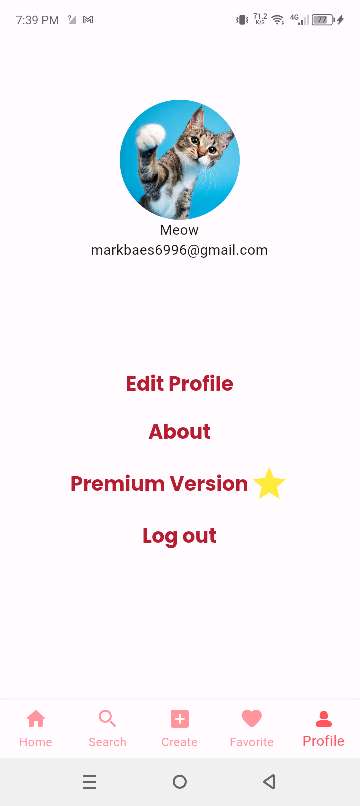 7:39 PM
71.2
K/S
4G
77
Meow
markbaes6996@gmail.com
Edit Profile
About
Premium Version
Log out
Home
Search
Create
Favorite
Profile